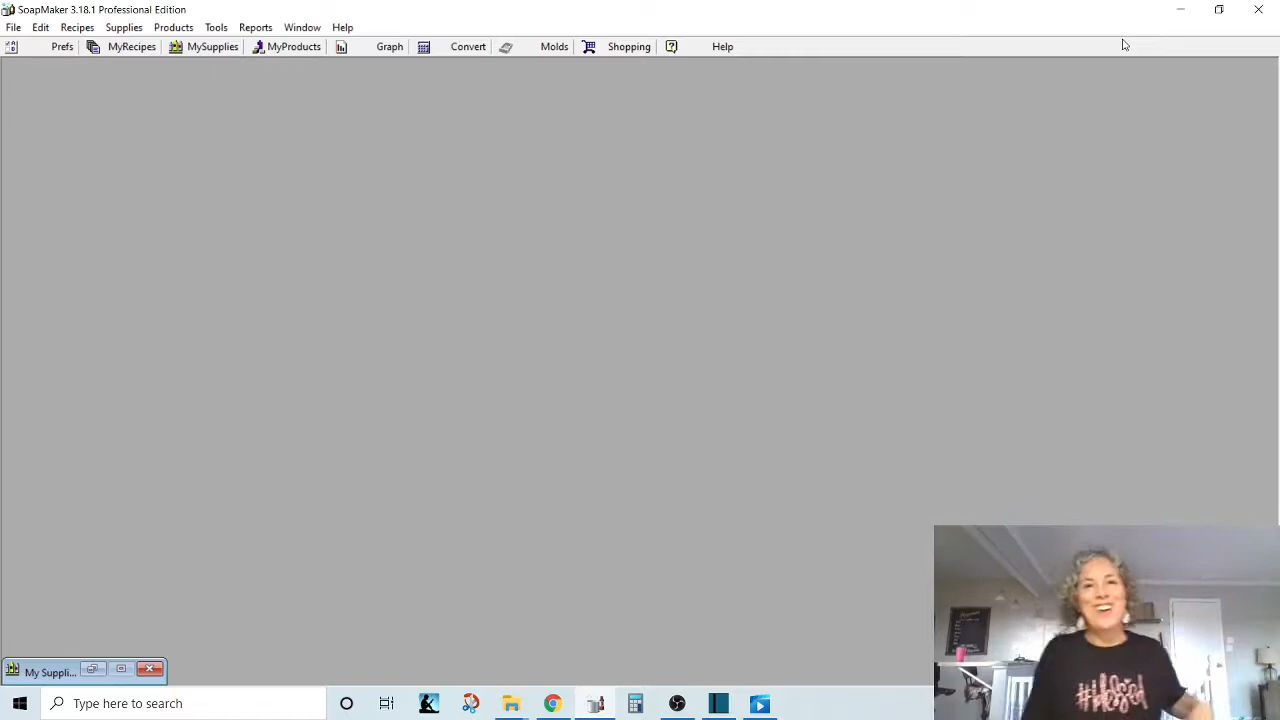 SoapMaker 3.18.1 Professional Edition
File Edit Recipes Supplies Products Tools Reports Window Help
Prefs MyRecipes MySupplies MyProducts Graph Convert Molds Shopping Help
My Suppli...
Type here to search